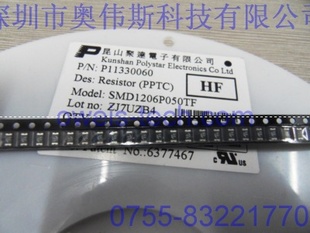 深圳市奥伟斯科技有限公司
昆山聚達電子有限公司
Kunshan Polystar Electronics Co Ltd
P/N: P11330060
HF
Des: Resistor (PPTC)
Model: SMD1206P050TF
Lot no: ZJ7UZB4
Item No.: 6377467
0755-83221770